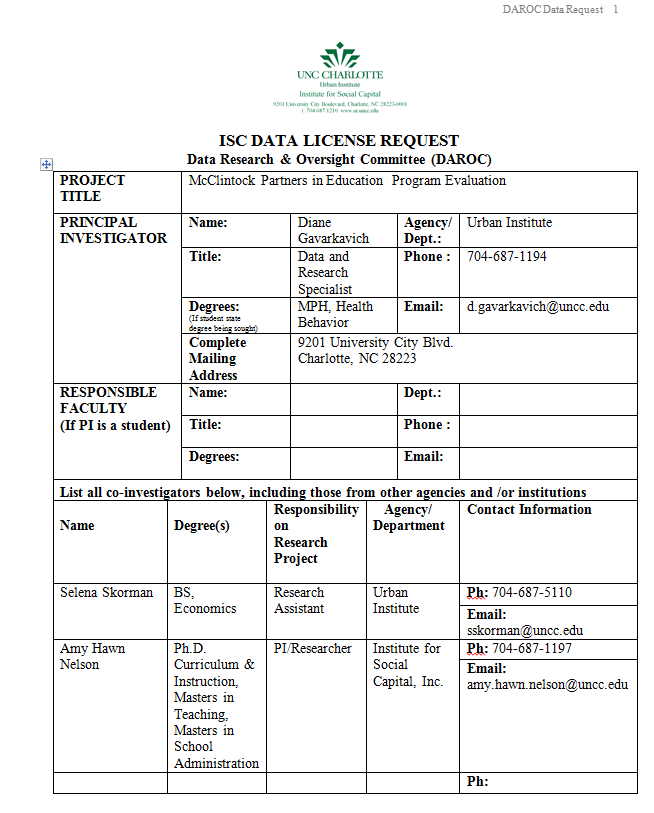 DAROC Data Request 1
UNC CHARLOTTE
Urban Institute
Institute for Social Capital
9201 University City Boulevard, Charlotte, NC 28223-0001
t/ 704.687.1210 www.ui.uncc.edu
ISC DATA LICENSE REQUEST
Data Research & Oversight Committee (DAROC)
PROJECT TITLE
McClintock Partners in Education Program Evaluation
PRINCIPAL INVESTIGATOR
Name:
Diane Gavarkavich
Agency/ Dept.:
Urban Institute
Title:
Data and Research Specialist
Phone :
704-687-1194
Degrees:
(If student state degree being sought)
MPH, Health Behavior
Email:
d.gavarkavich@uncc.edu
Complete Mailing Address
9201 University City Blvd.
Charlotte, NC 28223
RESPONSIBLE FACULTY
(If PI is a student)
Name:
Dept.:
Title:
Phone :
Degrees:
Email:
List all co-investigators below, including those from other agencies and /or institutions
Name
Degree(s)
Responsibility on Research Project
Agency/ Department
Contact Information
Selena Skorman
BS, Economics
Research Assistant
Urban Institute
Ph: 704-687-5110
Email:
sskorman@uncc.edu
Amy Hawn Nelson
Ph.D. Curriculum & Instruction, Masters in Teaching, Masters in School Administration
PI/Researcher
Institute for Social Capital, Inc.
Ph: 704-687-1197
Email:
amy.hawn.nelson@uncc.edu
Ph: